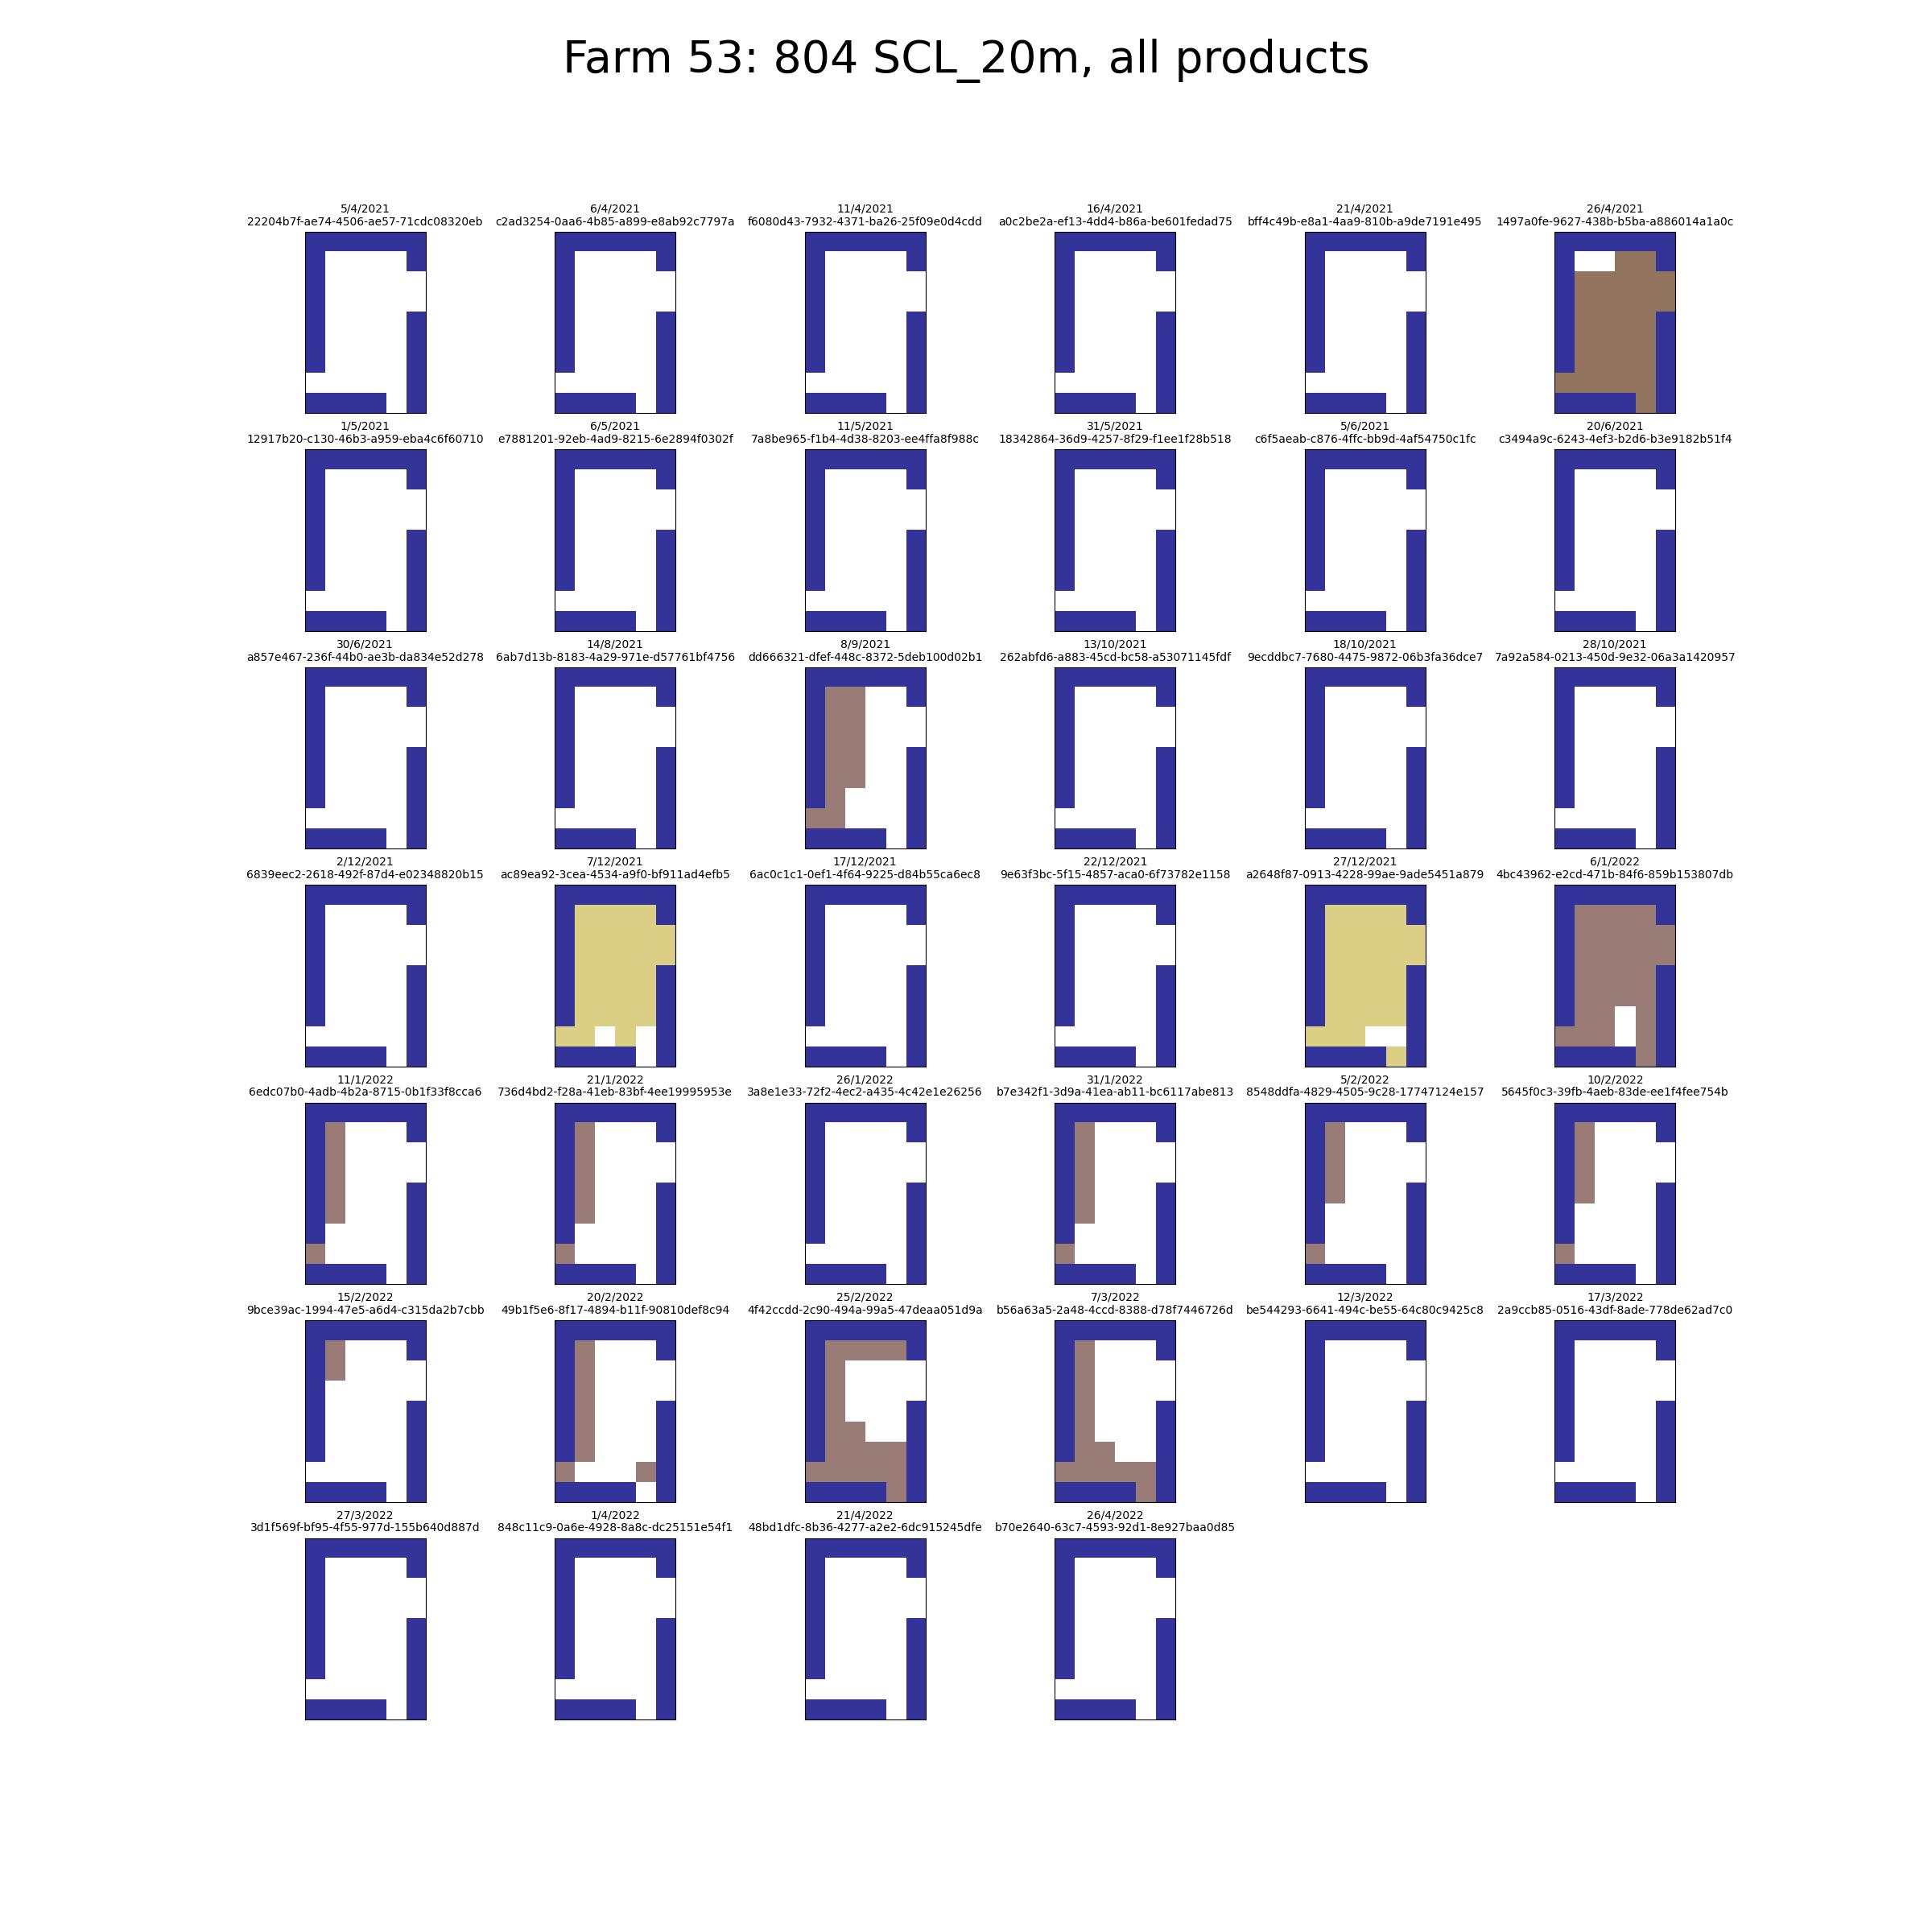 Farm 53: 804 SCL_20m, all products
5/4/2021
22204b7f-ae74-4506-ae57-71cdc08320eb
6/4/2021
c2ad3254-0aa6-4b85-a899-e8ab92c7797a
11/4/2021
f6080d43-7932-4371-ba26-25f09e0d4cdd
16/4/2021
a0c2be2a-ef13-4dd4-b86a-be601fedad75
21/4/2021
bff4c49b-e8a1-4aa9-810b-a9de7191e495
26/4/2021
1497a0fe-9627-438b-b5ba-a886014a1a0c
1/5/2021
12917b20-c130-46b3-a959-eba4c6f60710
6/5/2021
e7881201-92eb-4ad9-8215-6e2894f0302f
11/5/2021
7a8be965-f1b4-4d38-8203-ee4ffa8f988c
31/5/2021
18342864-36d9-4257-8f29-f1ee1f28b518
5/6/2021
c6f5aeab-c876-4ffc-bb9d-4af54750c1fc
20/6/2021
c3494a9c-6243-4ef3-b2d6-b3e9182b51f4
30/6/2021
a857e467-236f-44b0-ae3b-da834e52d278
14/8/2021
6ab7d13b-8183-4a29-971e-d57761bf4756
8/9/2021
dd666321-dfef-448c-8372-5deb100d02b1
13/10/2021
262abfd6-a883-45cd-bc58-a53071145fdf
18/10/2021
9ecddbc7-7680-4475-9872-06b3fa36dce7
28/10/2021
7a92a584-0213-450d-9e32-06a3a1420957
2/12/2021
6839eec2-2618-492f-87d4-e02348820b15
7/12/2021
ac89ea92-3cea-4534-a9f0-bf911ad4efb5
17/12/2021
6ac0c1c1-0ef1-4f64-9225-d84b55ca6ec8
22/12/2021
9e63f3bc-5f15-4857-aca0-6f73782e1158
27/12/2021
a2648f87-0913-4228-99ae-9ade5451a879
6/1/2022
4bc43962-e2cd-471b-84f6-859b153807db
11/1/2022
6edc07b0-4adb-4b2a-8715-0b1f33f8cca6
21/1/2022
736d4bd2-f28a-41eb-83bf-4ee19995953e
26/1/2022
3a8e1e33-72f2-4ec2-a435-4c42e1e26256
31/1/2022
b7e342f1-3d9a-41ea-ab11-bc6117abe813
5/2/2022
8548ddfa-4829-4505-9c28-17747124e157
10/2/2022
5645f0c3-39fb-4aeb-83de-ee1f4fee754b
15/2/2022
9bce39ac-1994-47e5-a6d4-c315da2b7cbb
20/2/2022
49b1f5e6-8f17-4894-b11f-90810def8c94
25/2/2022
4f42ccdd-2c90-494a-99a5-47deaa051d9a
7/3/2022
b56a63a5-2a48-4ccd-8388-d78f7446726d
12/3/2022
be544293-6641-494c-be55-64c80c9425c8
17/3/2022
2a9ccb85-0516-43df-8ade-778de62ad7c0
27/3/2022
3d1f569f-bf95-4f55-977d-155b640d887d
1/4/2022
848c11c9-0a6e-4928-8a8c-dc25151e54f1
21/4/2022
48bd1dfc-8b36-4277-a2e2-6dc915245dfe
26/4/2022
b70e2640-63c7-4593-92d1-8e927baa0d85